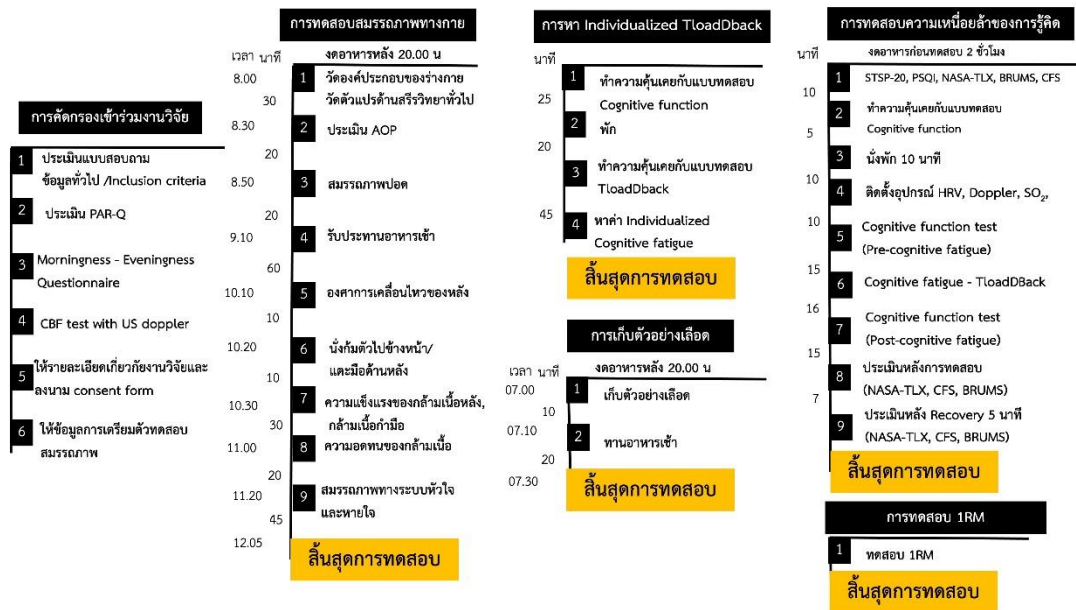 การคัดกรองเข้าร่วมงานวิจัย
1 ประเมินแบบสอบถาม
ข้อมูลทั่วไป /Inclusion criteria
2 ประเมิน PAR-Q
3 Morningness - Eveningness
Questionnaire
4 CBF test with US doppler
5 ให้รายละเอียดเกี่ยวกับงานวิจัยและ
ลงนาม consent form
6 ให้ข้อมูลการเตรียมตัวทดสอบ
สมรรถภาพ
การทดสอบสมรรถภาพทางกาย
เวลา นาที งดอาหารหลัง 20.00 น
8.00
1 วัดองค์ประกอบของร่างกาย
วัดตัวแปรด้านสรีรวิทยาทั่วไป
30
8.30
2 ประเมิน AOP
20
8.50
3 สมรรถภาพปอด
20
9.10
4 รับประทานอาหารเช้า
60
10.10
5 องศาการเคลื่อนไหวของหลัง
10
10.20
6 นั่งก้มตัวไปข้างหน้า/
แตะมือด้านหลัง
10
10.30
7 ความแข็งแรงของกล้ามเนื้อหลัง,
กล้ามเนื้อกำมือ
30
11.00
8 ความอดทนของกล้ามเนื้อ
20
11.20
9 สมรรถภาพทางระบบหัวใจ
และหายใจ
45
12.05
สิ้นสุดการทดสอบ
การหา Individualized TloadDback
นาที
1 ทำความคุ้นเคยกับแบบทดสอบ
Cognitive function
25
2 พัก
20
3 ทำความคุ้นเคยกับแบบทดสอบ
TloadDback
45
4 หาค่า Individualized
Cognitive fatigue
สิ้นสุดการทดสอบ
การเก็บตัวอย่างเลือด
เวลา นาที งดอาหารหลัง 20.00 น
07.00
1 เก็บตัวอย่างเลือด
10
07.10
2 ทานอาหารเช้า
20
07.30
สิ้นสุดการทดสอบ
การทดสอบความเหนื่อยล้าของการรู้คิด
นาที งดอาหารก่อนทดสอบ 2 ชั่วโมง
1 STSP-20, PSQI, NASA-TLX, BRUMS, CFS
10
2 ทำความคุ้นเคยกับแบบทดสอบ
Cognitive function
5
3 นั่งพัก 10 นาที
10
4 ติดตั้งอุปกรณ์ HRV, Doppler, SO₂,
10
5 Cognitive function test
(Pre-cognitive fatigue)
15
6 Cognitive fatigue - TloadDBack
16
7 Cognitive function test
(Post-cognitive fatigue)
15
8 ประเมินหลังการทดสอบ
(NASA-TLX, CFS, BRUMS)
7
9 ประเมินหลัง Recovery 5 นาที
(NASA-TLX, CFS, BRUMS)
สิ้นสุดการทดสอบ
การทดสอบ 1RM
1 ทดสอบ 1RM
สิ้นสุดการทดสอบ